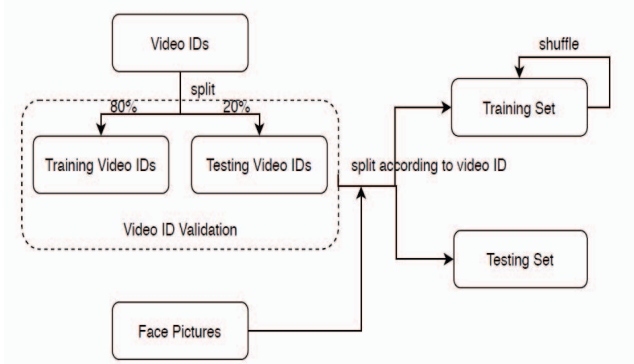 Video IDs
shuffle
split
80%
20%
Training Set
Training Video IDs
Testing Video IDs
split according to video ID
Video ID Validation
Testing Set
Face Pictures